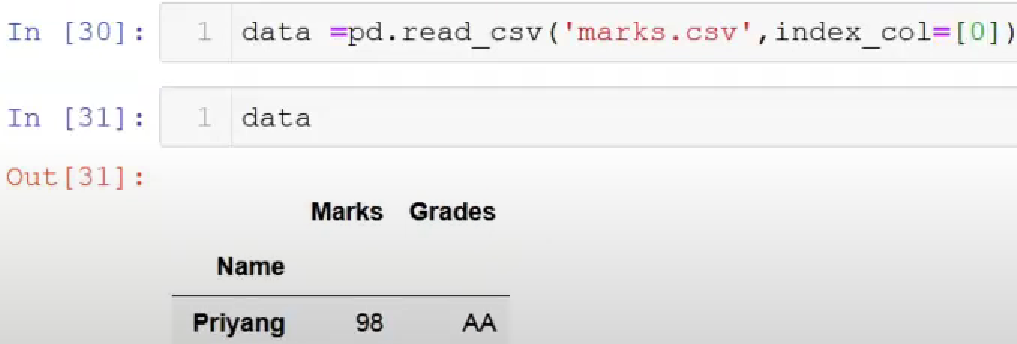 In [30]: 1 data =pd.read_csv('marks.csv',index_col=[0])
In [31]: 1 data
Out[31]:
Marks Grades
Name
Priyang 98 AA